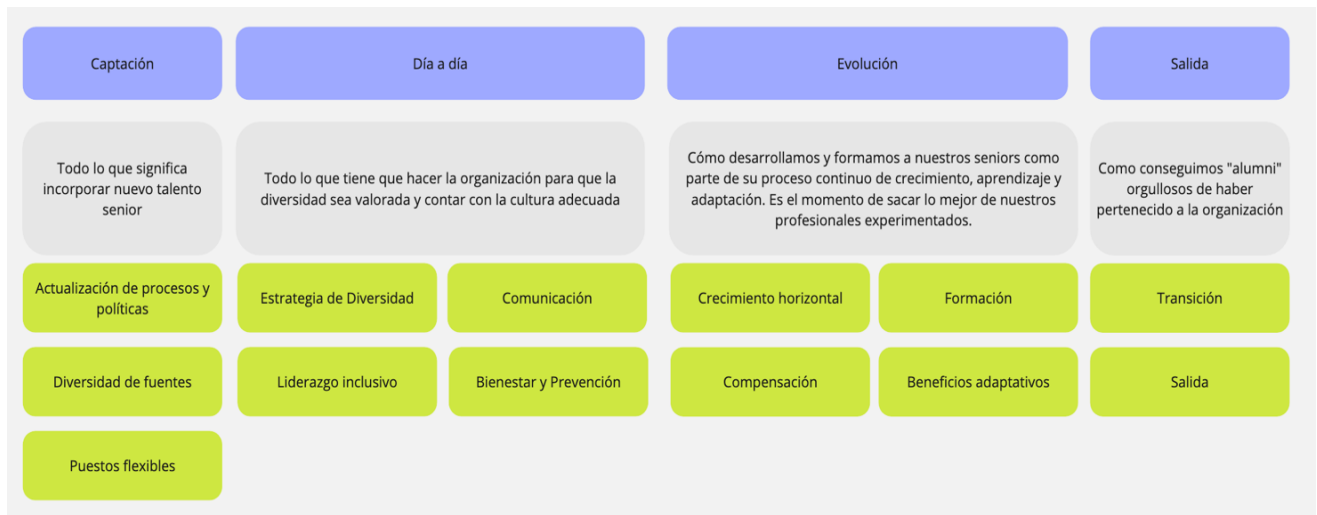 Captación
Día a día
Evolución
Salida
Todo lo que significa
incorporar nuevo talento
senior
Todo lo que tiene que hacer la organización para que la
diversidad sea valorada y contar con la cultura adecuada
Cómo desarrollamos y formamos a nuestros seniors como
parte de su proceso continuo de crecimiento, aprendizaje y
adaptación. Es el momento de sacar lo mejor de nuestros
profesionales experimentados.
Como conseguimos "alumni"
orgullosos de haber
pertenecido a la organización
Actualización de procesos y
políticas
Estrategia de Diversidad
Comunicación
Crecimiento horizontal
Formación
Transición
Diversidad de fuentes
Liderazgo inclusivo
Bienestar y Prevención
Compensación
Beneficios adaptativos
Salida
Puestos flexibles